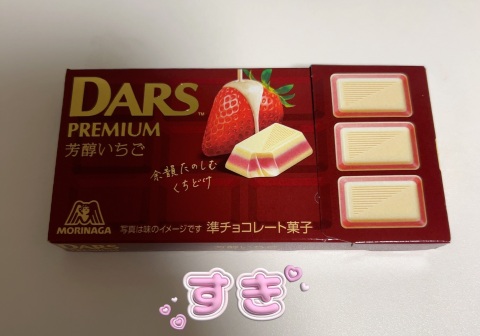 DARS™
PREMIUM
芳醇いちご
余韻たのしむ
くちどけ
MORINAGA
写真は味のイメージです
準チョコレート菓子
DARS
すき